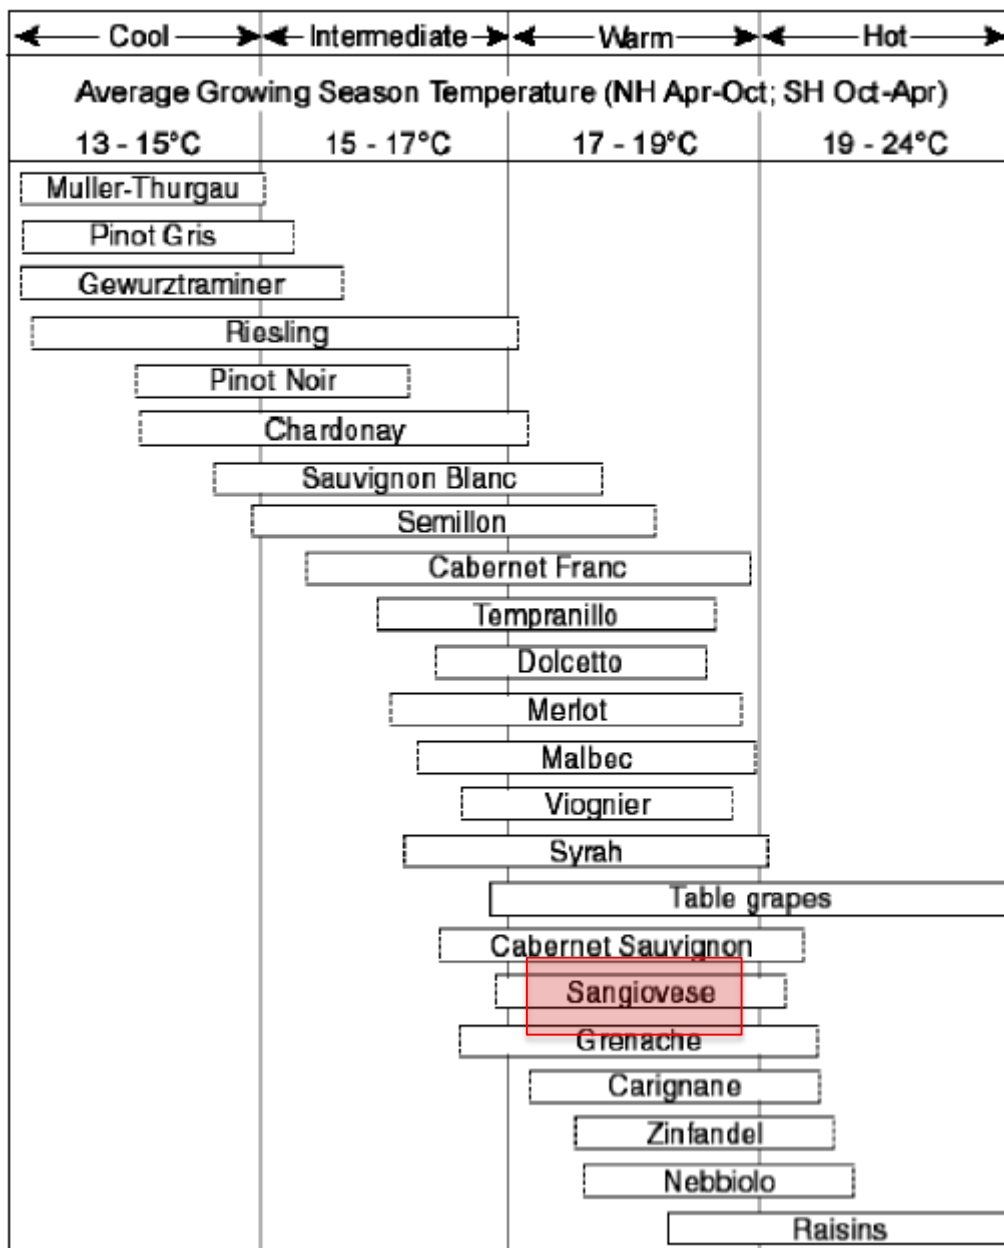 Cool Intermediate Warm Hot
Average Growing Season Temperature (NH Apr-Oct; SH Oct-Apr)
13 - 15°C 15 - 17°C 17 - 19°C 19 - 24°C
Muller-Thurgau
Pinot Gris
Gewurztraminer
Riesling
Pinot Noir
Chardonay
Sauvignon Blanc
Semillon
Cabernet Franc
Tempranillo
Dolcetto
Merlot
Malbec
Viognier
Syrah
Table grapes
Cabernet Sauvignon
Sangiovese
Grenache
Carignane
Zinfandel
Nebbiolo
Raisins